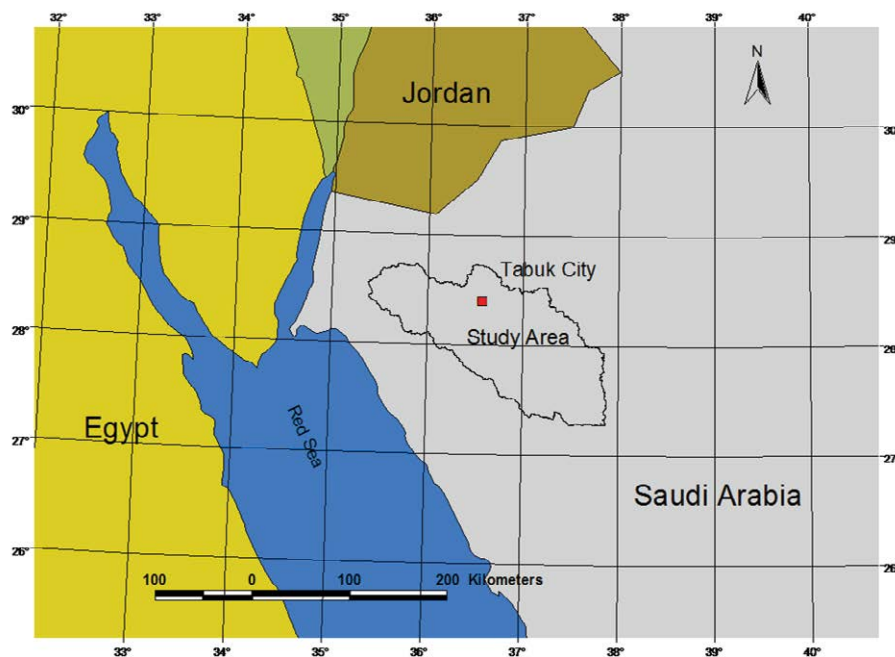 32° 33° 34° 35° 36° 37° 38° 39° 40°
N
Jordan
30° 30°
29° 29°
Tabuk City
28° Study Area 28°
Red Sea
Egypt
27° 27°
Saudi Arabia
26° 26°
100 0 100 200 Kilometers
33° 34° 35° 36° 37° 38° 39° 40°